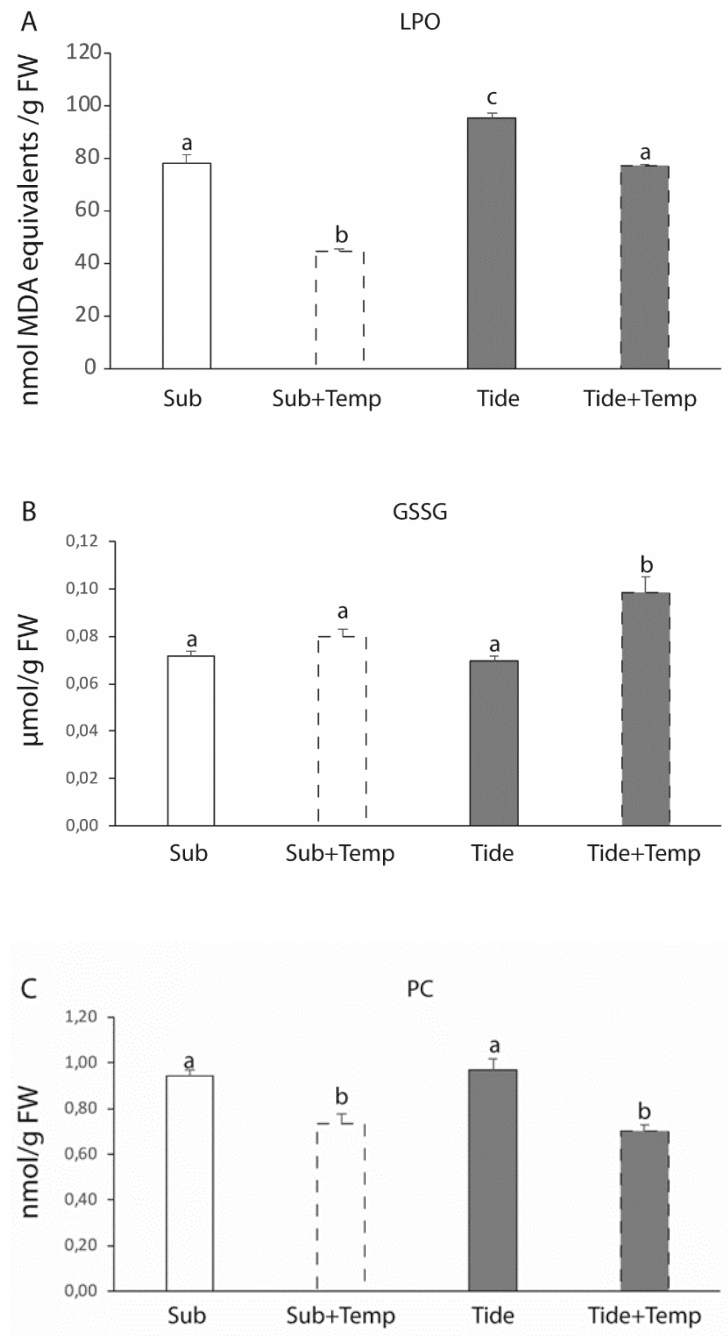 A
LPO
nmol MDA equivalents /g FW
120
100
80
60
40
20
0
a
b
c
a
Sub Sub+Temp Tide Tide+Temp
B
GSSG
µmol/g FW
0,12
0,10
0,08
0,06
0,04
0,02
0,00
a
a
a
b
Sub Sub+Temp Tide Tide+Temp
C
PC
nmol/g FW
1,20
1,00
0,80
0,60
0,40
0,20
0,00
a
b
a
b
Sub Sub+Temp Tide Tide+Temp